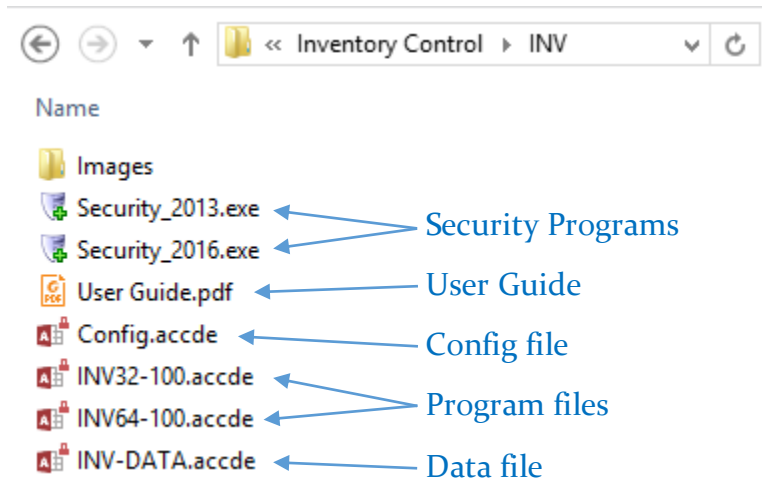 « Inventory Control ▸ INV
Name
Images
Security_2013.exe
Security Programs
Security_2016.exe
User Guide.pdf
User Guide
Config.accde
Config file
INV32-100.accde
Program files
INV64-100.accde
INV-DATA.accde
Data file